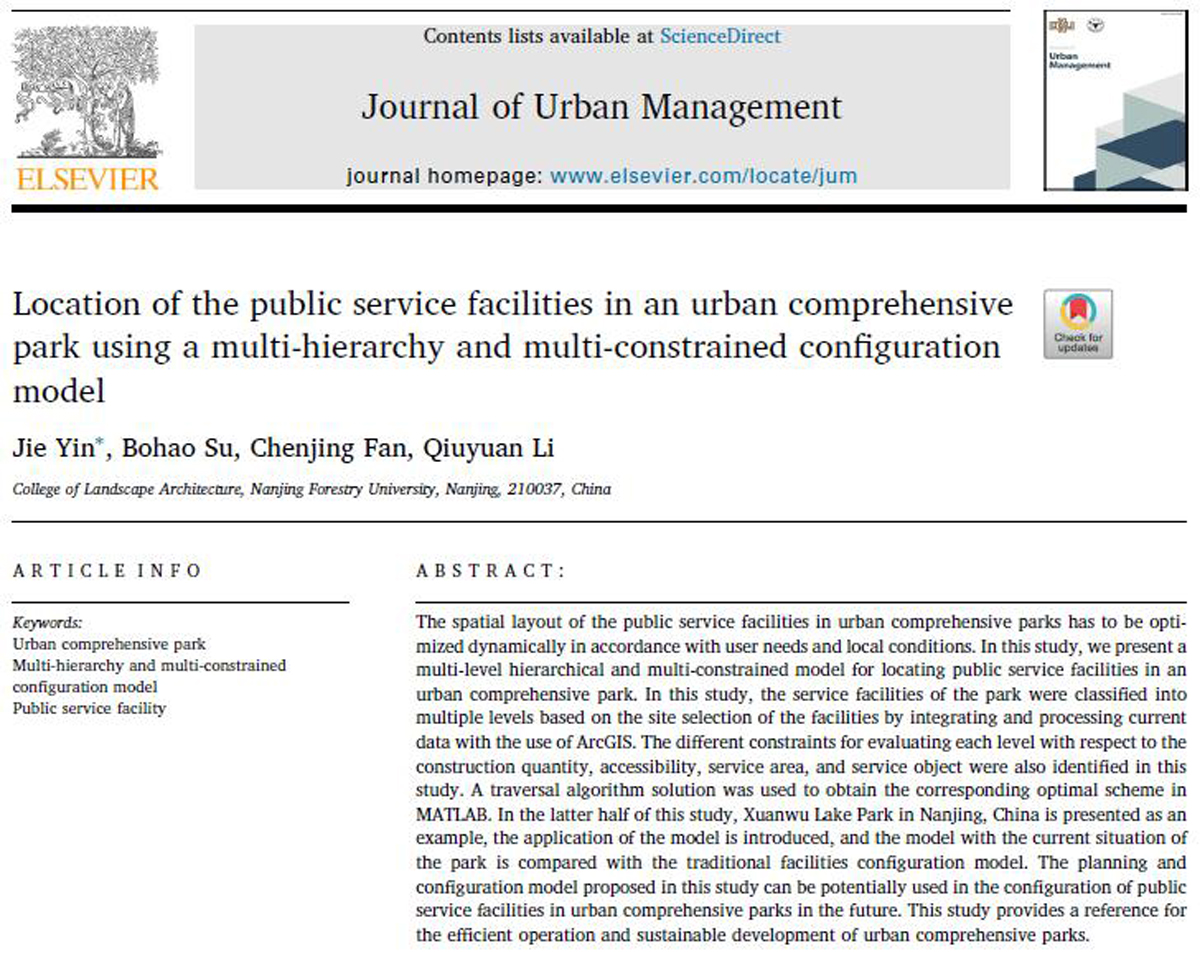 Contents lists available at ScienceDirect
Journal of Urban Management
journal homepage: www.elsevier.com/locate/jum
ELSEVIER
Urban
Management
Location of the public service facilities in an urban comprehensive
park using a multi-hierarchy and multi-constrained configuration
model
Check for
updates
Jie Yin*, Bohao Su, Chenjing Fan, Qiuyuan Li
College of Landscape Architecture, Nanjing Forestry University, Nanjing, 210037, China
ARTICLE INFO
Keywords:
Urban comprehensive park
Multi-hierarchy and multi-constrained
configuration model
Public service facility
ABSTRACT:
The spatial layout of the public service facilities in urban comprehensive parks has to be opti-
mized dynamically in accordance with user needs and local conditions. In this study, we present a
multi-level hierarchical and multi-constrained model for locating public service facilities in an
urban comprehensive park. In this study, the service facilities of the park were classified into
multiple levels based on the site selection of the facilities by integrating and processing current
data with the use of ArcGIS. The different constraints for evaluating each level with respect to the
construction quantity, accessibility, service area, and service object were also identified in this
study. A traversal algorithm solution was used to obtain the corresponding optimal scheme in
MATLAB. In the latter half of this study, Xuanwu Lake Park in Nanjing, China is presented as an
example, the application of the model is introduced, and the model with the current situation of
the park is compared with the traditional facilities configuration model. The planning and
configuration model proposed in this study can be potentially used in the configuration of public
service facilities in urban comprehensive parks in the future. This study provides a reference for
the efficient operation and sustainable development of urban comprehensive parks.